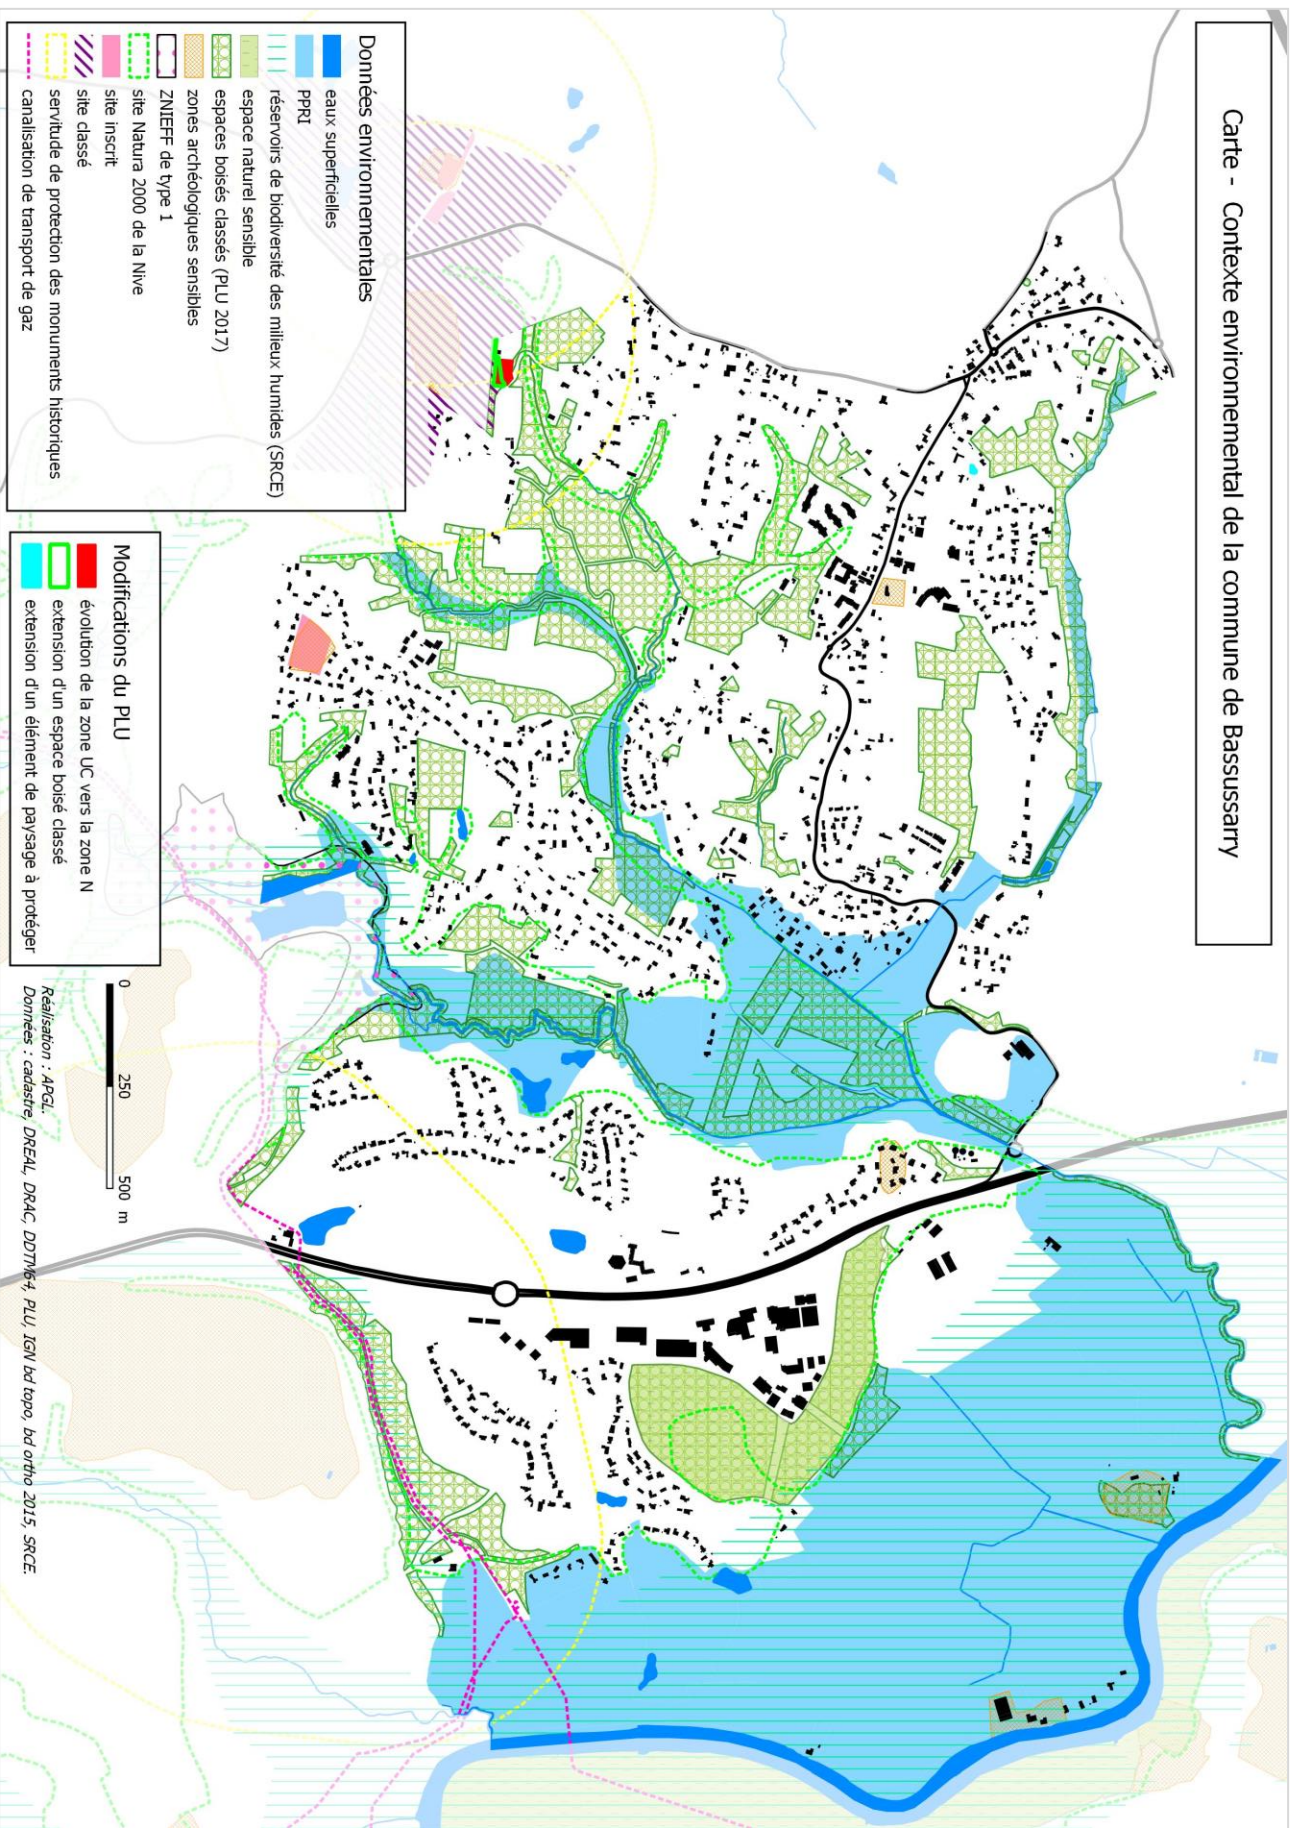 Carte - Contexte environnemental de la commune de Bassussarry
Données environnementales
eaux superficielles
PPRI
réservoirs de biodiversité des milieux humides (SRCE)
espace naturel sensible
espaces boisés classés (PLU 2017)
zones archéologiques sensibles
ZNIEFF de type 1
site Natura 2000 de la Nive
site inscrit
site classé
servitude de protection des monuments historiques
canalisation de transport de gaz
Modifications du PLU
évolution de la zone UC vers la zone N
extension d'un espace boisé classé
extension d'un élément de paysage à protéger
0 250 500 m
Réalisation : APGL.
Données : cadastre, DREAL, DRAC, DDTM64, PLU, IGN bd topo, bd ortho 2015, SRCE.